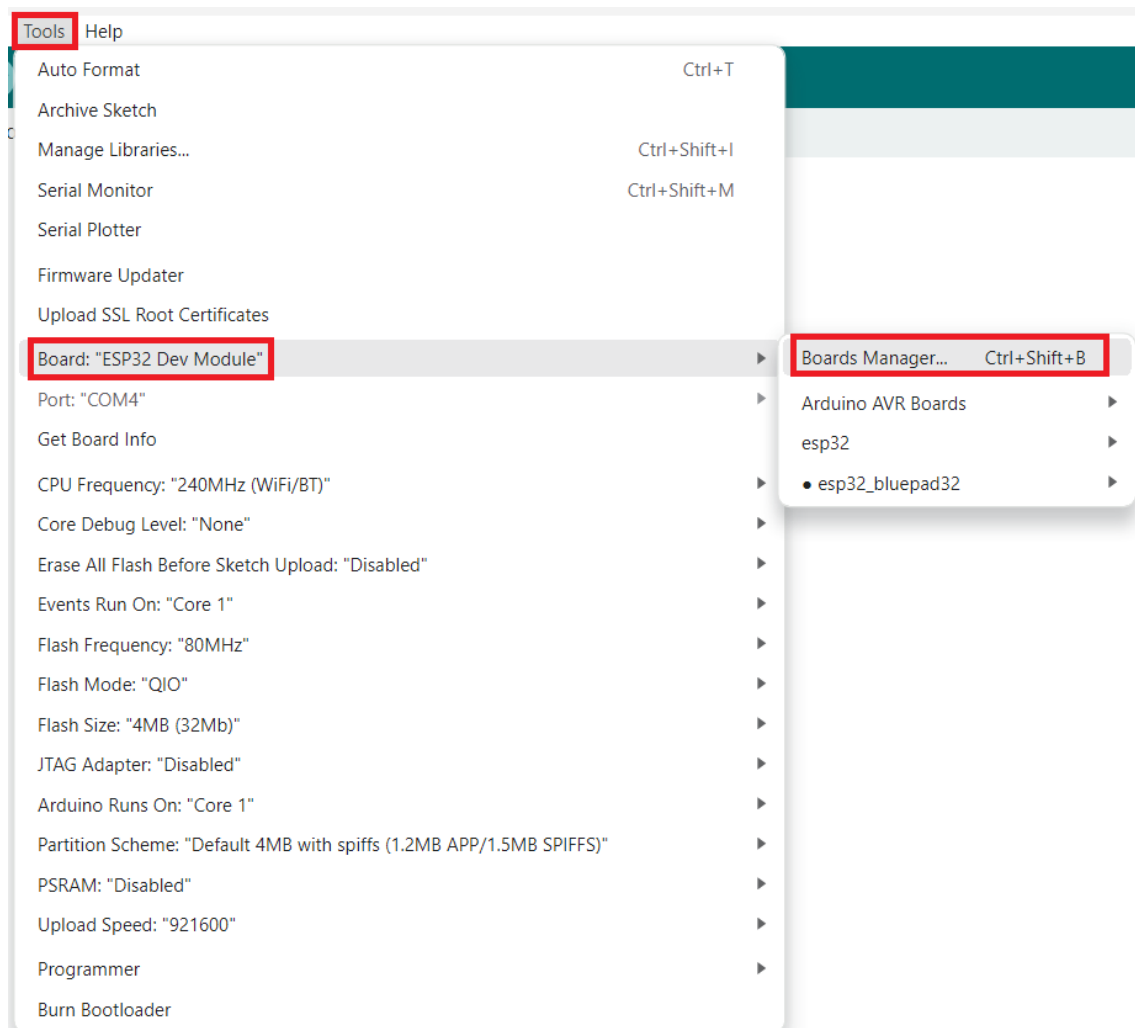 Tools Help
Auto Format Ctrl+T
Archive Sketch
Manage Libraries... Ctrl+Shift+I
Serial Monitor Ctrl+Shift+M
Serial Plotter
Firmware Updater
Upload SSL Root Certificates
Board: "ESP32 Dev Module"
Port: "COM4"
Get Board Info
CPU Frequency: "240MHz (WiFi/BT)"
Core Debug Level: "None"
Erase All Flash Before Sketch Upload: "Disabled"
Events Run On: "Core 1"
Flash Frequency: "80MHz"
Flash Mode: "QIO"
Flash Size: "4MB (32Mb)"
JTAG Adapter: "Disabled"
Arduino Runs On: "Core 1"
Partition Scheme: "Default 4MB with spiffs (1.2MB APP/1.5MB SPIFFS)"
PSRAM: "Disabled"
Upload Speed: "921600"
Programmer
Burn Bootloader
Boards Manager... Ctrl+Shift+B
Arduino AVR Boards
esp32
● esp32_bluepad32